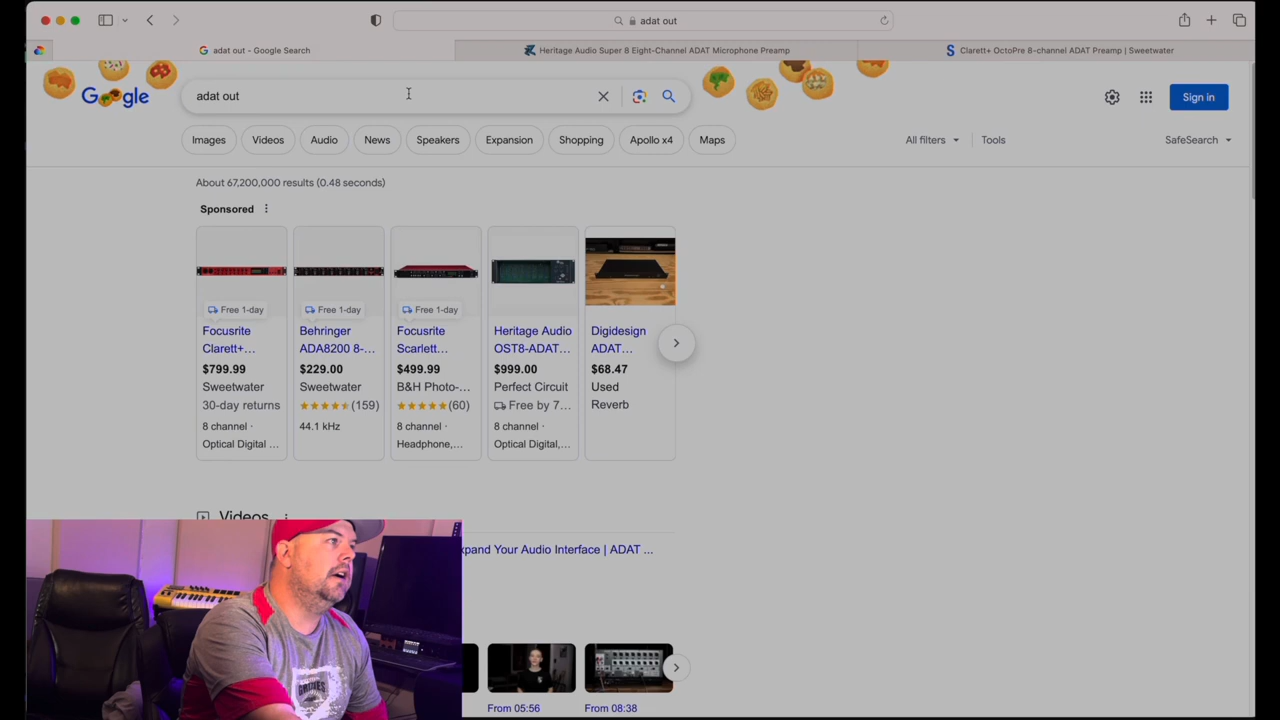 adat out
adat out - Google Search
Heritage Audio Super 8 Eight-Channel ADAT Microphone Preamp
S Clarett+ OctoPre 8-channel ADAT Preamp | Sweetwater
Google
adat out
Sign in
Images
Videos
Audio
News
Speakers
Expansion
Shopping
Apollo x4
Maps
All filters
Tools
SafeSearch
About 67,200,000 results (0.48 seconds)
Sponsored
Free 1-day
Focusrite
Clarett+...
$799.99
Sweetwater
30-day returns
8 channel ·
Optical Digital ...
Free 1-day
Behringer
ADA8200 8-...
$229.00
Sweetwater
(159)
44.1 kHz
Free 1-day
Focusrite
Scarlett...
$499.99
B&H Photo-...
(60)
8 channel ·
Headphone,...
Heritage Audio
OST8-ADAT...
$999.00
Perfect Circuit
Free by 7...
8 channel ·
Optical Digital,...
Digidesign
ADAT...
$68.47
Used
Reverb
Videos
xpand Your Audio Interface | ADAT ...
From 05:56
From 08:38